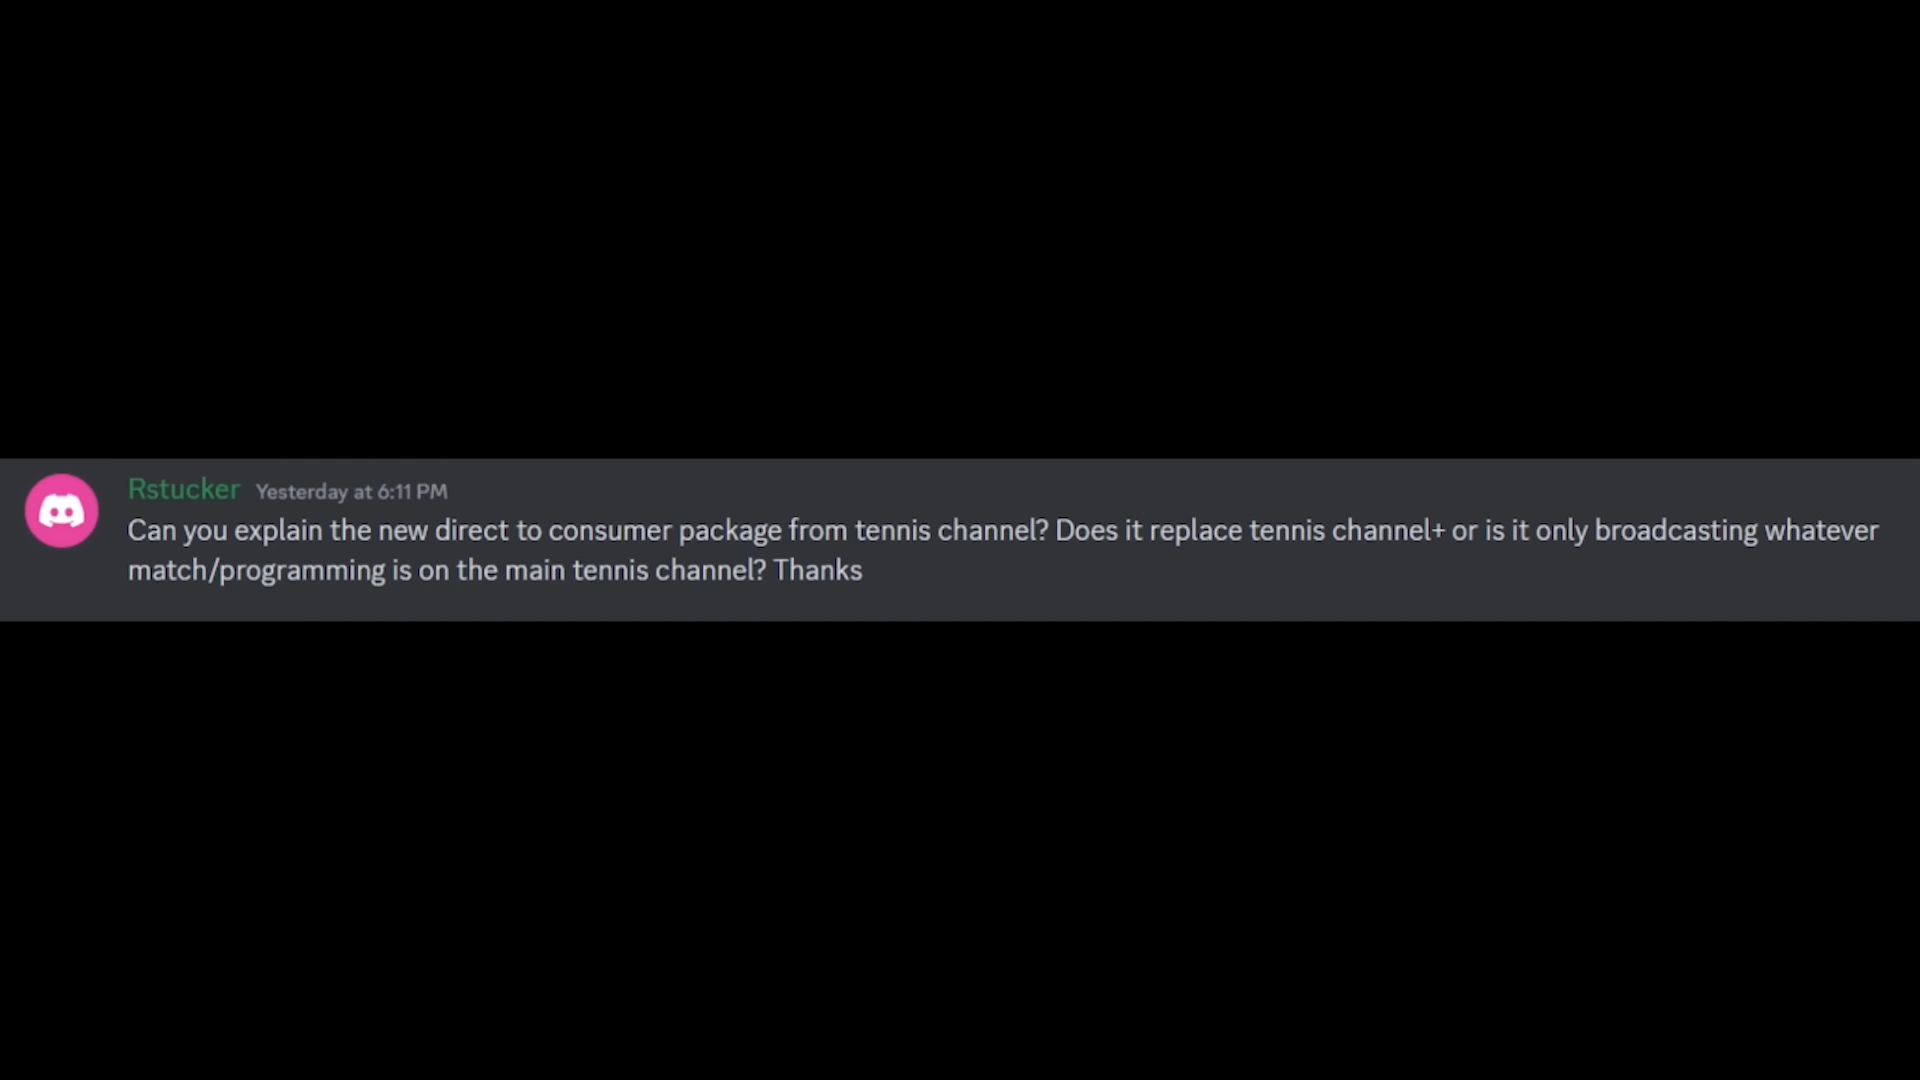 Rstucker Yesterday at 6:11 PM
Can you explain the new direct to consumer package from tennis channel? Does it replace tennis channel+ or is it only broadcasting whatever
match/programming is on the main tennis channel? Thanks